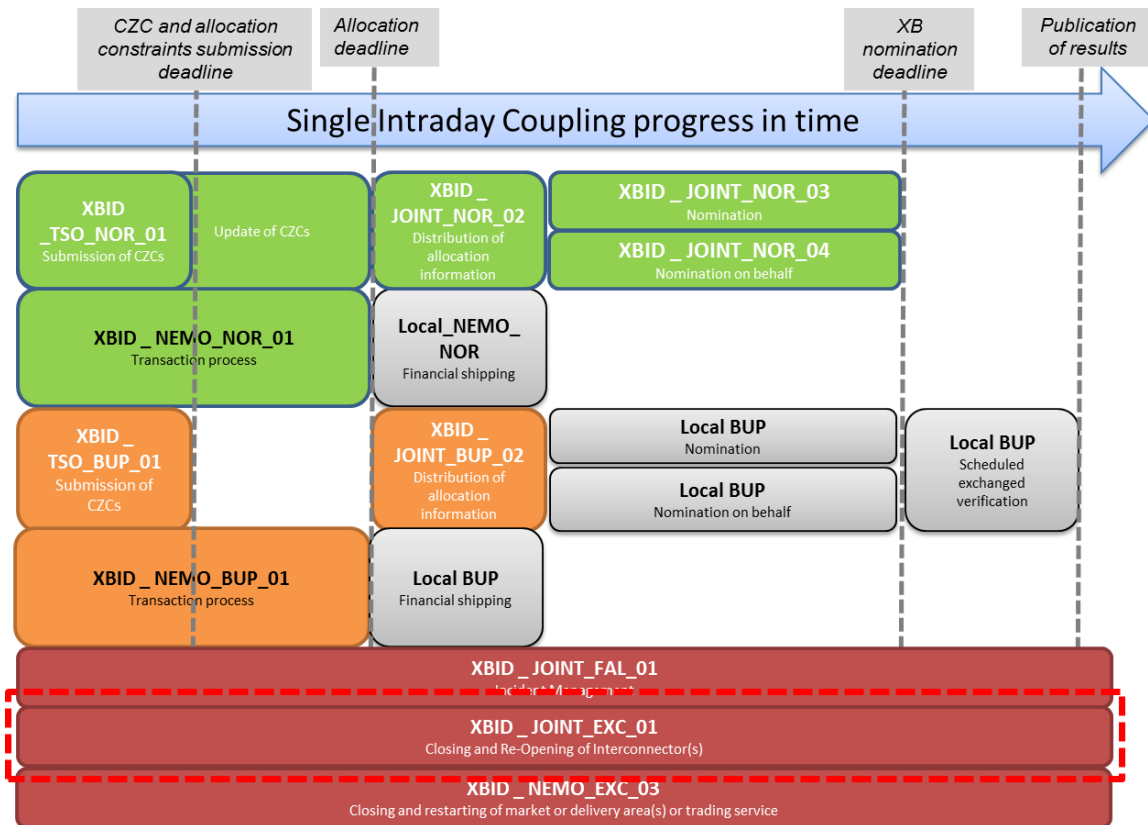 CZC and allocation
constraints submission
deadline
Allocation
deadline
XB
nomination
deadline
Publication
of results
Single Intraday Coupling progress in time
XBID
_TSO_NOR_01
Submission of CZCs
Update of CZCs
XBID _
JOINT_NOR_02
Distribution of
allocation
information
XBID _ JOINT_NOR_03
Nomination
XBID _ JOINT_NOR_04
Nomination on behalf
XBID _ NEMO_NOR_01
Transaction process
Local_NEMO_
NOR
Financial shipping
XBID _
TSO_BUP_01
Submission of
CZCs
XBID _
JOINT_BUP_02
Distribution of
allocation
information
Local BUP
Nomination
Local BUP
Nomination on behalf
Local BUP
Scheduled
exchanged
verification
XBID _ NEMO_BUP_01
Transaction process
Local BUP
Financial shipping
XBID _ JOINT_FAL_01
Incident Management
XBID _ JOINT_EXC_01
Closing and Re-Opening of Interconnector(s)
XBID _ NEMO_EXC_03
Closing and restarting of market or delivery area(s) or trading service